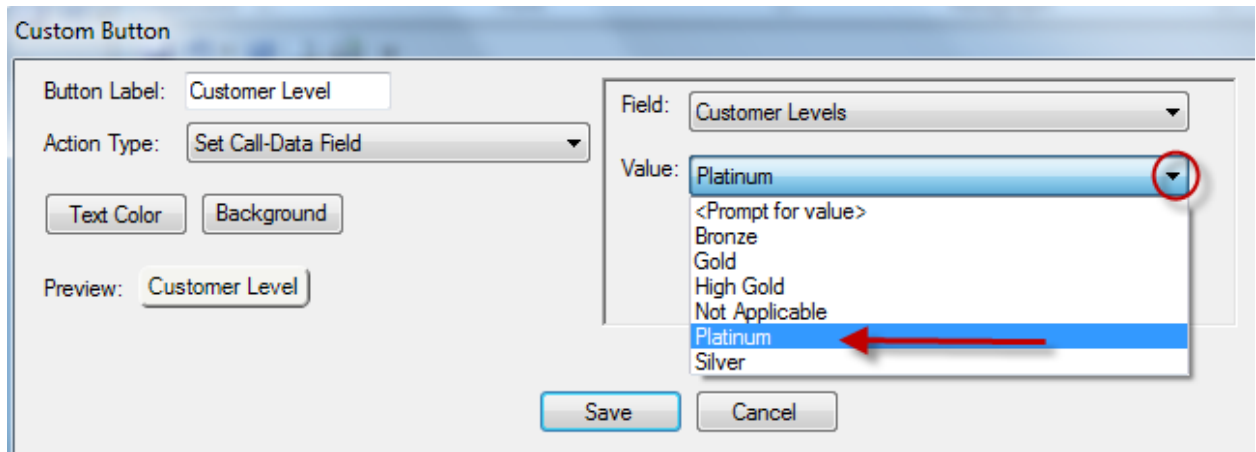 Custom Button
Button Label: Customer Level
Action Type: Set Call-Data Field
Text Color Background
Preview: Customer Level
Field: Customer Levels
Value: Platinum
<Prompt for value>
Bronze
Gold
High Gold
Not Applicable
Platinum
Silver
Save Cancel